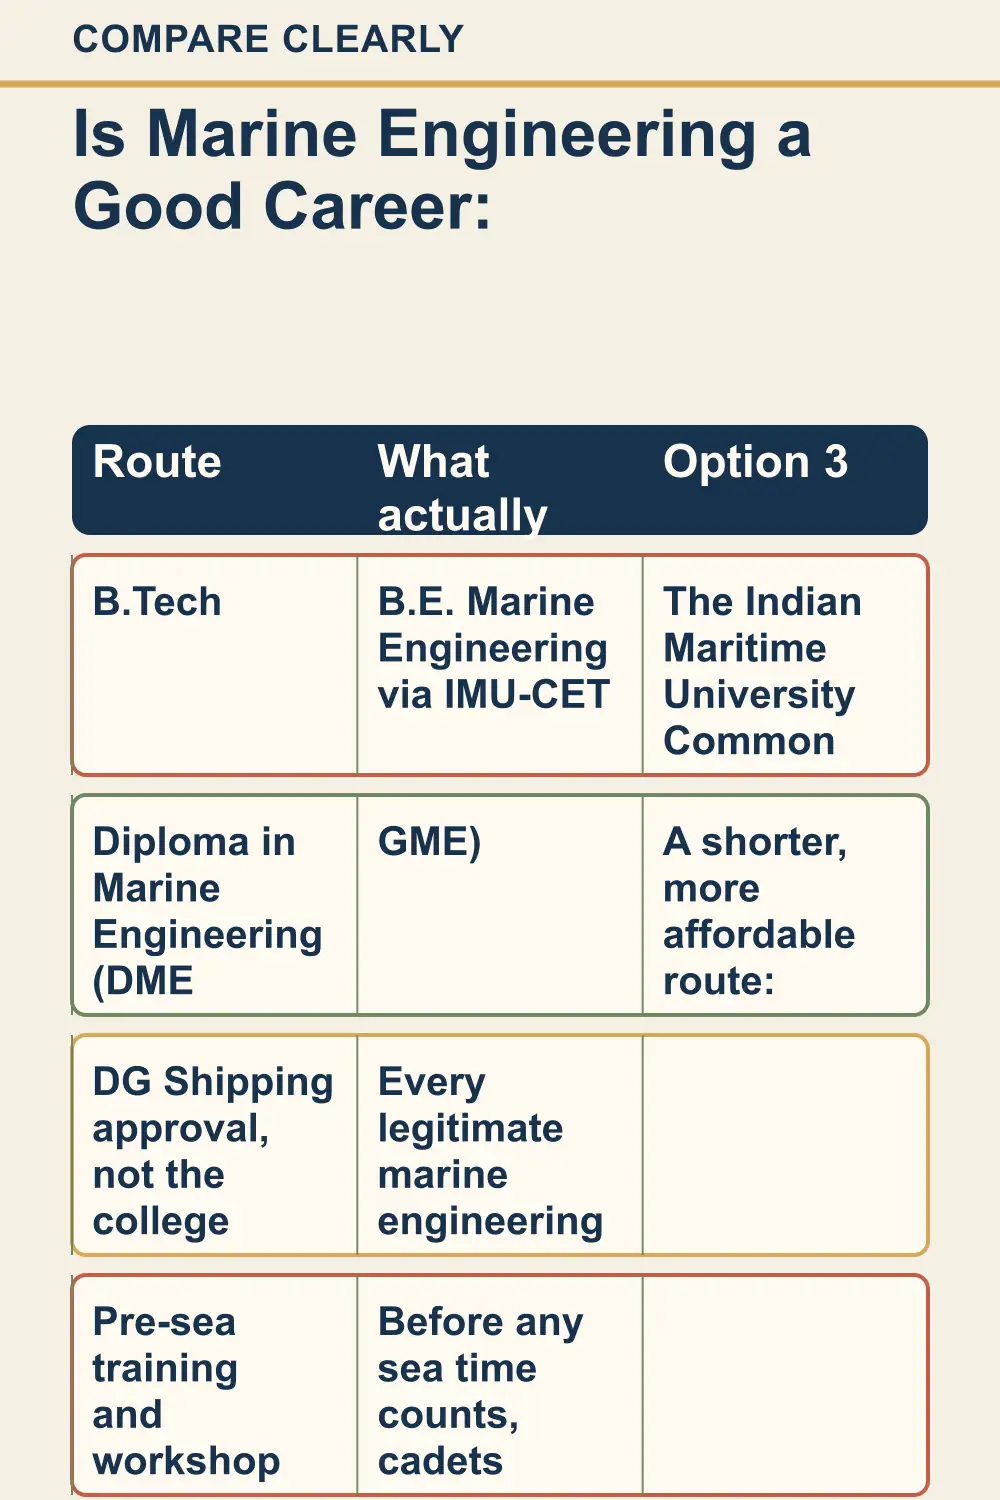 COMPARE CLEARLY
Is Marine Engineering a
Good Career:
Route
What
actually
Option 3
B.Tech
B.E. Marine
Engineering
via IMU-CET
The Indian
Maritime
University
Common
Diploma in
Marine
Engineering
(DME
GME)
A shorter,
more
affordable
route:
DG Shipping
approval,
not the
college
Every
legitimate
marine
engineering
Pre-sea
training
and
workshop
Before any
sea time
counts,
cadets